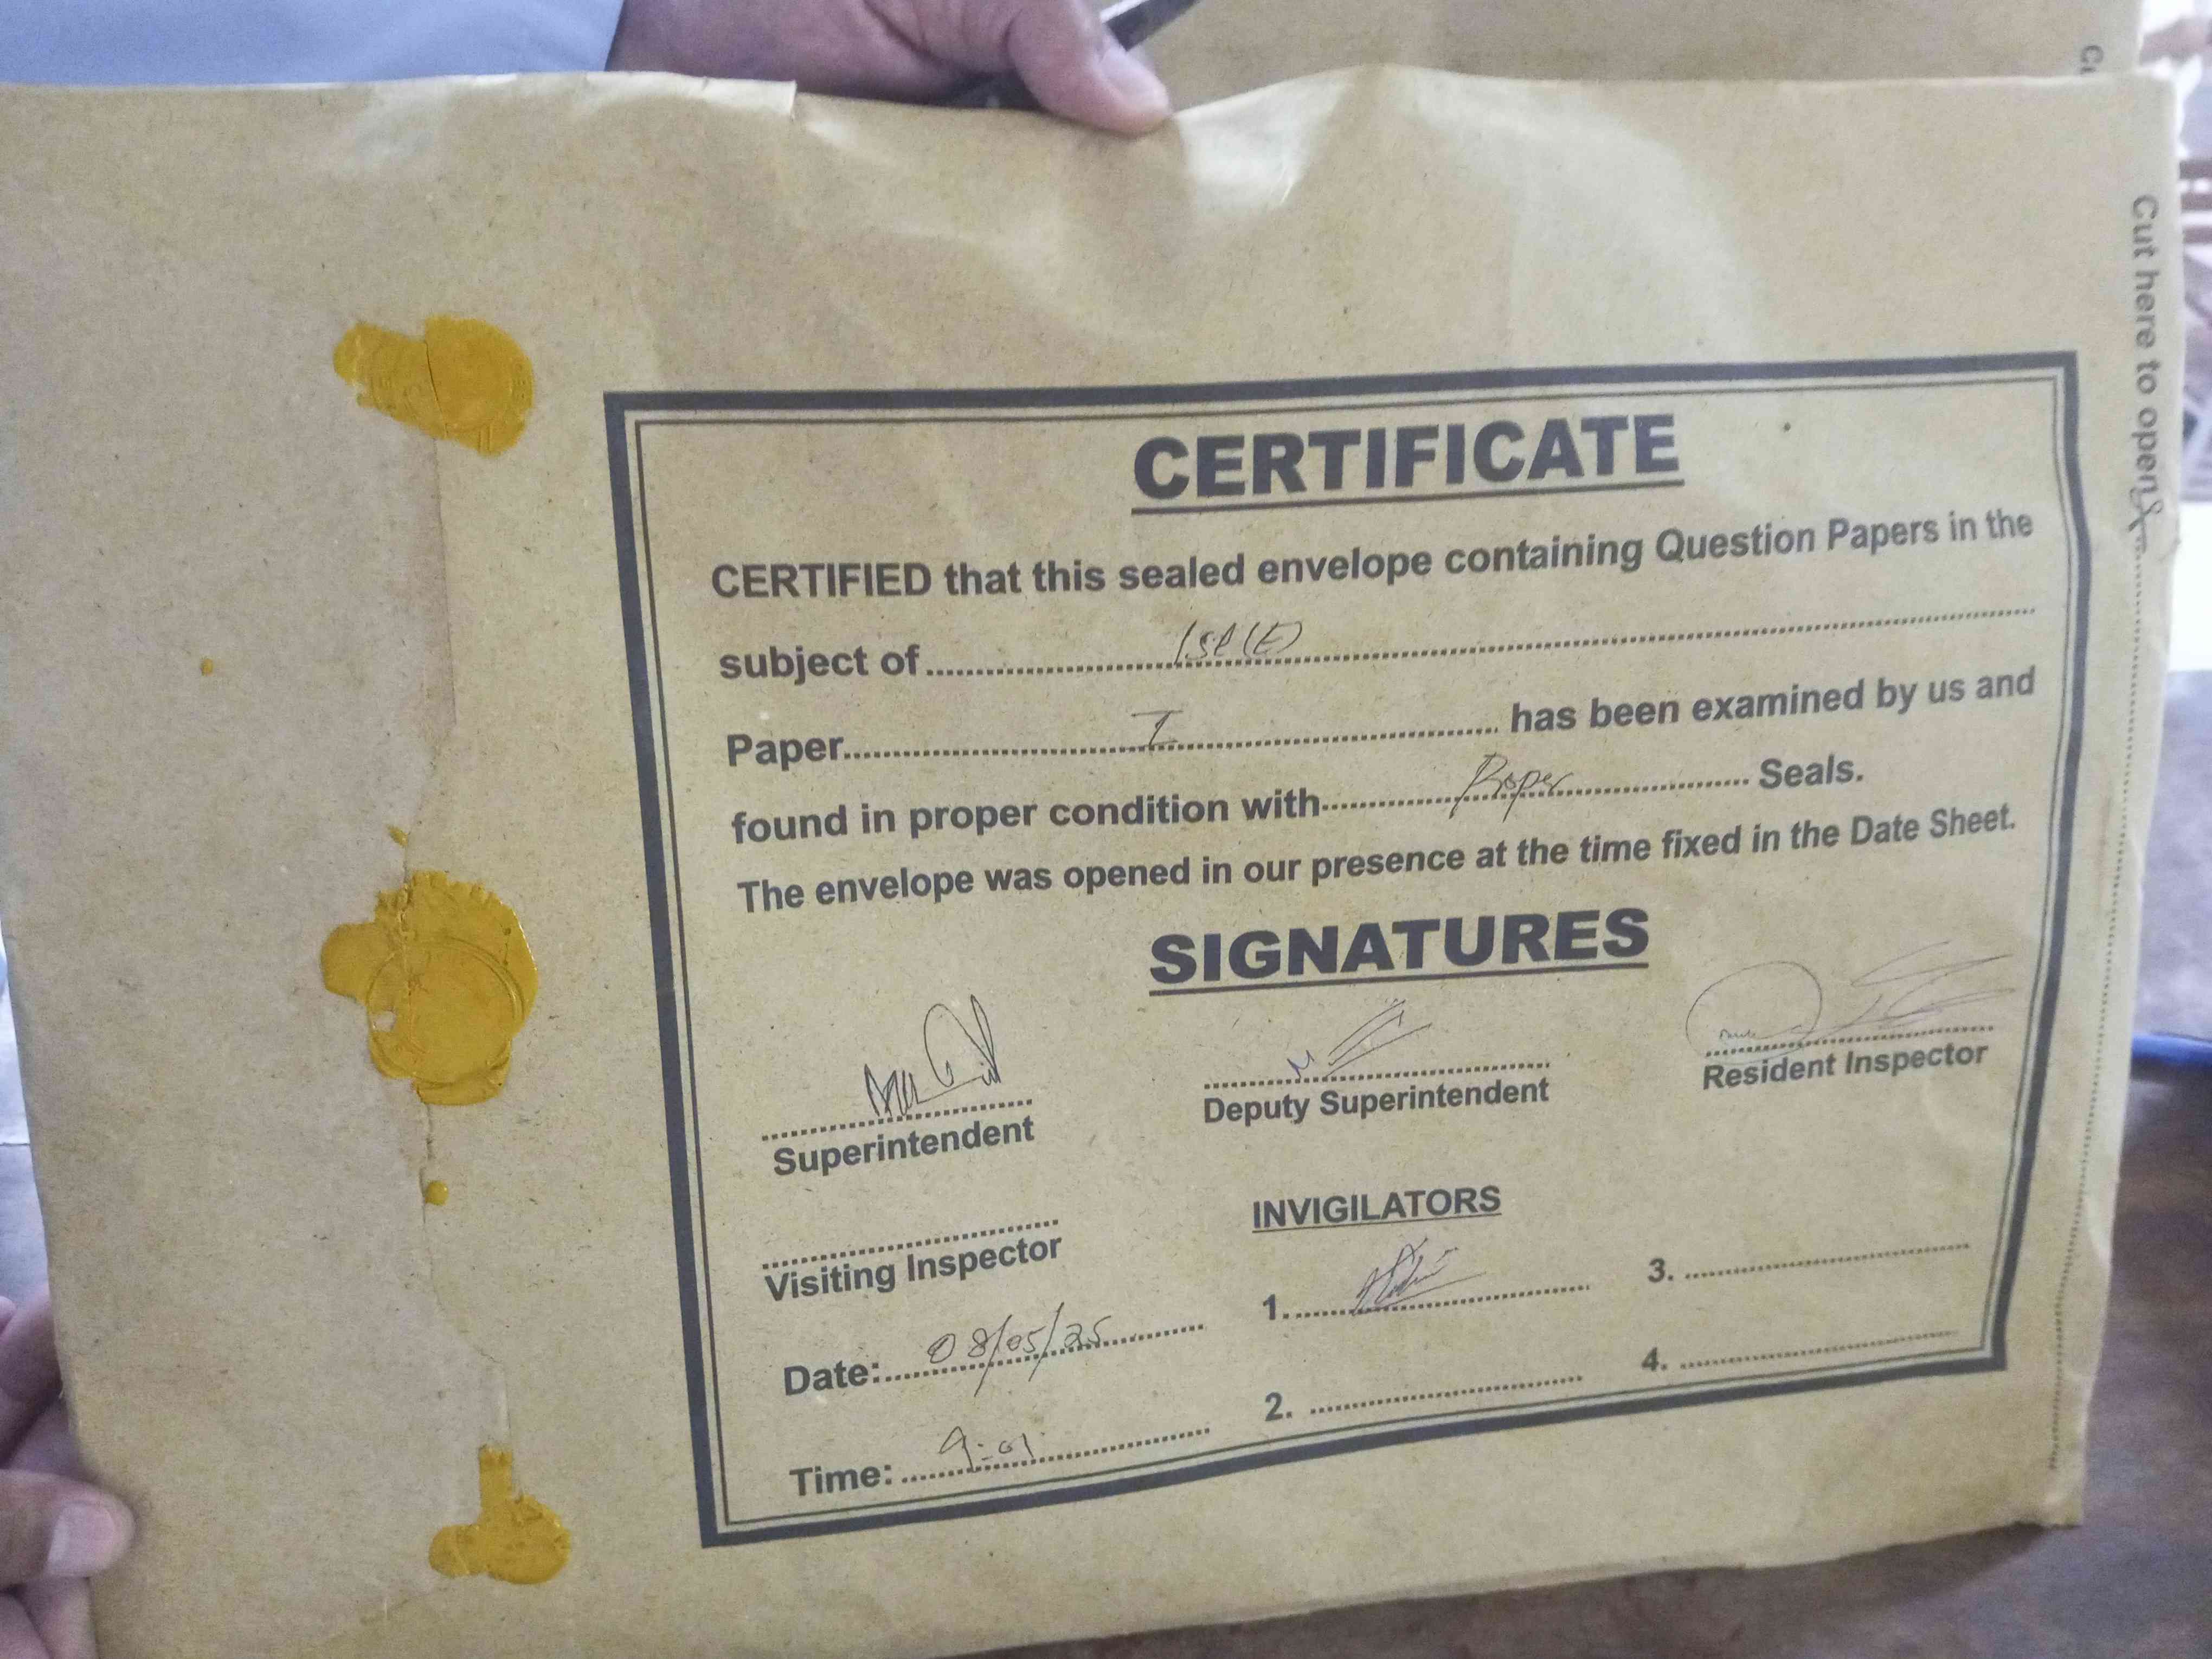 Cut here to open
CERTIFICATE
CERTIFIED that this sealed envelope containing Question Papers in the
subject of.......... Isl(E) ..........
Paper.......... I .......... has been examined by us and
found in proper condition with.......... Proper .......... Seals.
The envelope was opened in our presence at the time fixed in the Date Sheet.
SIGNATURES
Superintendent
Deputy Superintendent
Resident Inspector
Visiting Inspector
INVIGILATORS
1.
3.
Date: 08/05/25
2.
4.
Time: 9:01